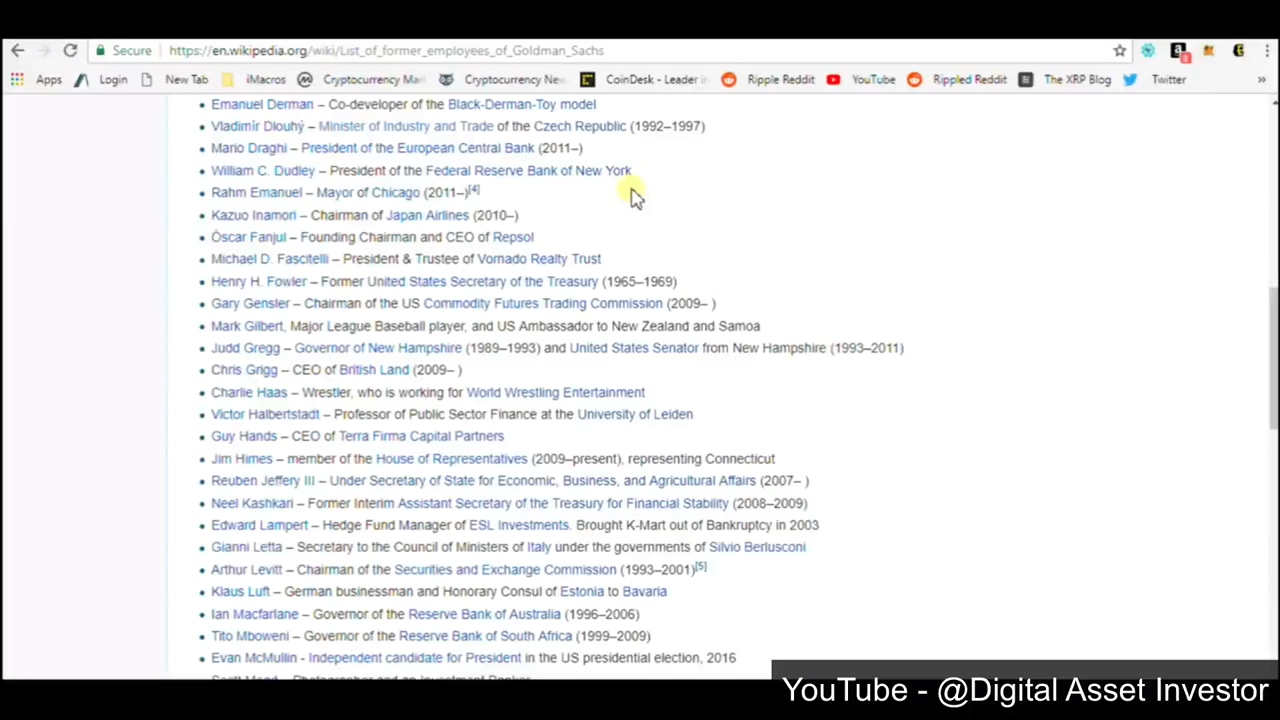 Secure
https://en.wikipedia.org/wiki/List_of_former_employees_of_Goldman_Sachs
Apps Login New Tab iMacros Cryptocurrency Mar Cryptocurrency Nev CoinDesk - Leader i Ripple Reddit YouTube Rippled Reddit The XRP Blog Twitter »
• Emanuel Derman – Co-developer of the Black-Derman-Toy model
• Vladimír Dlouhý – Minister of Industry and Trade of the Czech Republic (1992–1997)
• Mario Draghi – President of the European Central Bank (2011–)
• William C. Dudley – President of the Federal Reserve Bank of New York
• Rahm Emanuel – Mayor of Chicago (2011–)[4]
• Kazuo Inamori – Chairman of Japan Airlines (2010–)
• Óscar Fanjul – Founding Chairman and CEO of Repsol
• Michael D. Fascitelli – President & Trustee of Vornado Realty Trust
• Henry H. Fowler – Former United States Secretary of the Treasury (1965–1969)
• Gary Gensler – Chairman of the US Commodity Futures Trading Commission (2009– )
• Mark Gilbert, Major League Baseball player, and US Ambassador to New Zealand and Samoa
• Judd Gregg – Governor of New Hampshire (1989–1993) and United States Senator from New Hampshire (1993–2011)
• Chris Grigg – CEO of British Land (2009– )
• Charlie Haas – Wrestler, who is working for World Wrestling Entertainment
• Victor Halbertstadt – Professor of Public Sector Finance at the University of Leiden
• Guy Hands – CEO of Terra Firma Capital Partners
• Jim Himes – member of the House of Representatives (2009–present), representing Connecticut
• Reuben Jeffery III – Under Secretary of State for Economic, Business, and Agricultural Affairs (2007– )
• Neel Kashkari – Former Interim Assistant Secretary of the Treasury for Financial Stability (2008–2009)
• Edward Lampert – Hedge Fund Manager of ESL Investments. Brought K-Mart out of Bankruptcy in 2003
• Gianni Letta – Secretary to the Council of Ministers of Italy under the governments of Silvio Berlusconi
• Arthur Levitt – Chairman of the Securities and Exchange Commission (1993–2001)[5]
• Klaus Luft – German businessman and Honorary Consul of Estonia to Bavaria
• Ian Macfarlane – Governor of the Reserve Bank of Australia (1996–2006)
• Tito Mboweni – Governor of the Reserve Bank of South Africa (1999–2009)
• Evan McMullin - Independent candidate for President in the US presidential election, 2016
YouTube - @Digital Asset Investor